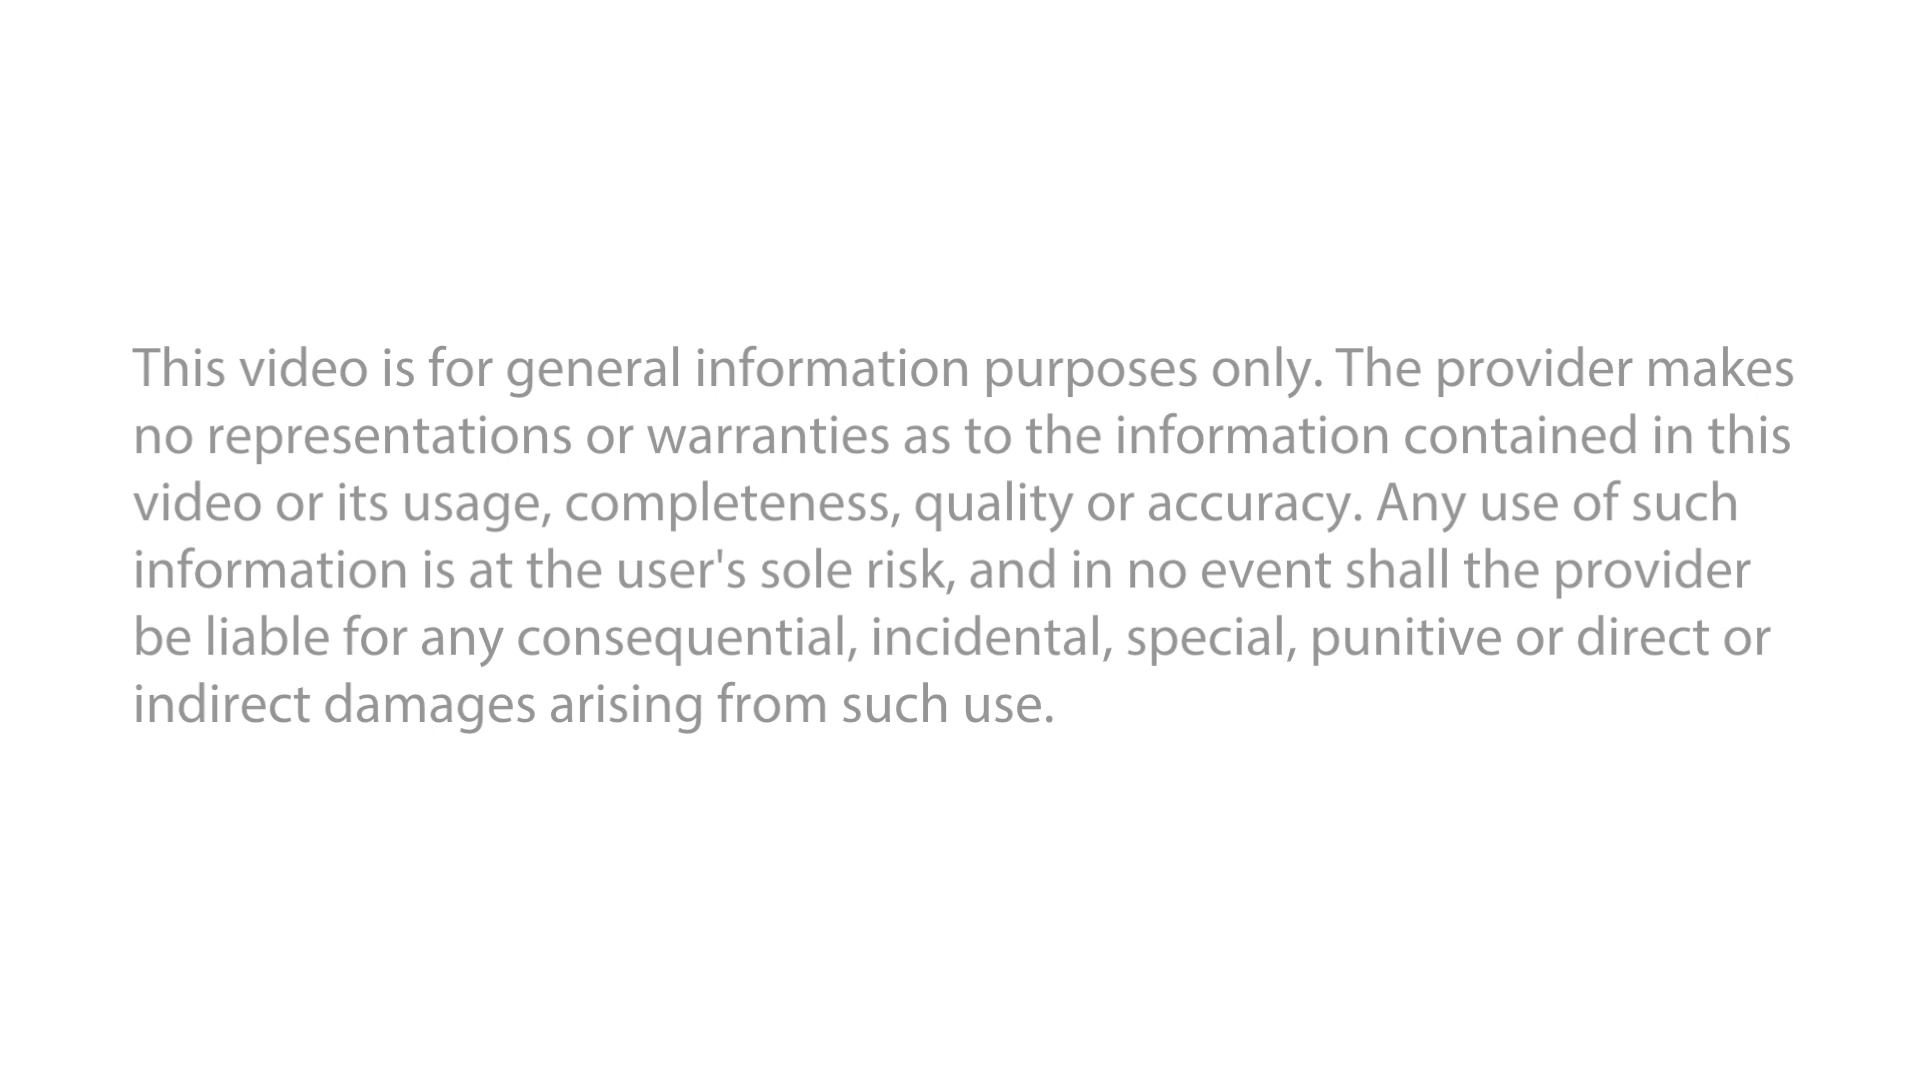 This video is for general information purposes only. The provider makes
no representations or warranties as to the information contained in this
video or its usage, completeness, quality or accuracy. Any use of such
information is at the user's sole risk, and in no event shall the provider
be liable for any consequential, incidental, special, punitive or direct or
indirect damages arising from such use.